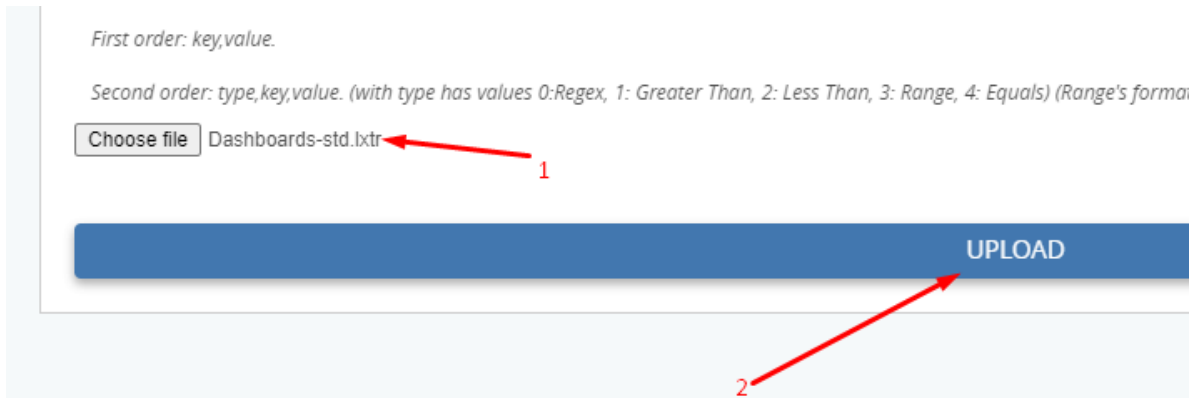 First order: key,value.
Second order: type,key,value. (with type has values 0:Regex, 1: Greater Than, 2: Less Than, 3: Range, 4: Equals) (Range's format
Choose file Dashboards-std.lxtr
1
UPLOAD
2